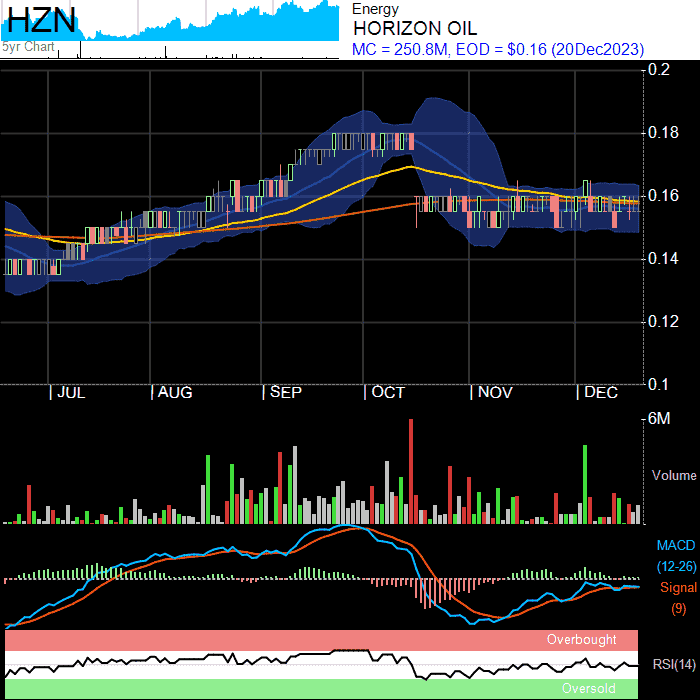 HZN
5yr Chart
Energy
HORIZON OIL
MC = 250.8M, EOD = $0.16 (20Dec2023)
0.2
0.18
0.16
0.14
0.12
0.1
| JUL | AUG | SEP | OCT | NOV | DEC
6M
Volume
MACD
(12-26)
Signal
(9)
Overbought
RSI(14)
Oversold